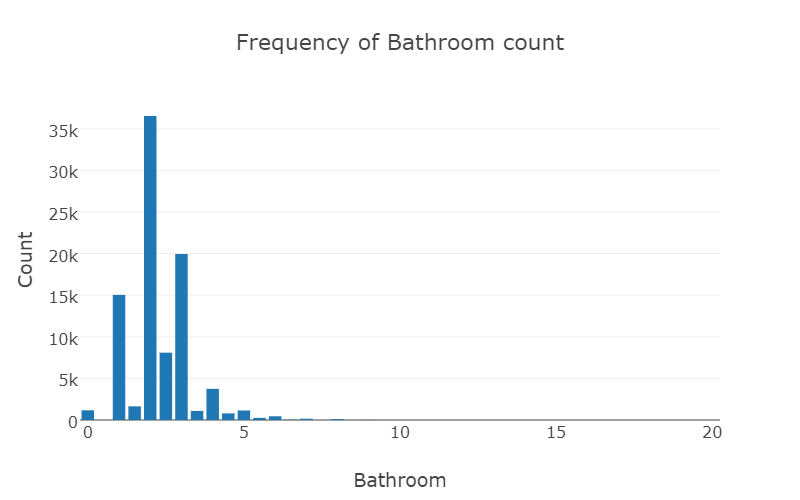 Frequency of Bathroom count
35k
30k
25k
20k
15k
10k
5k
0
0 5 10 15 20
Count
Bathroom